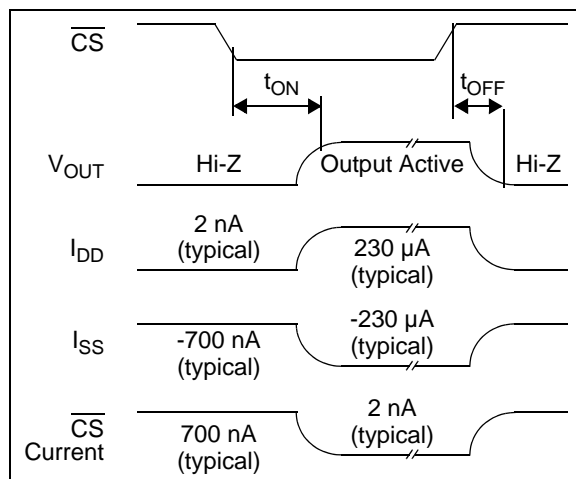 CS
tON
tOFF
VOUT
Hi-Z
Output Active
Hi-Z
IDD
2 nA
(typical)
230 µA
(typical)
ISS
-700 nA
(typical)
-230 µA
(typical)
CS
Current
700 nA
(typical)
2 nA
(typical)